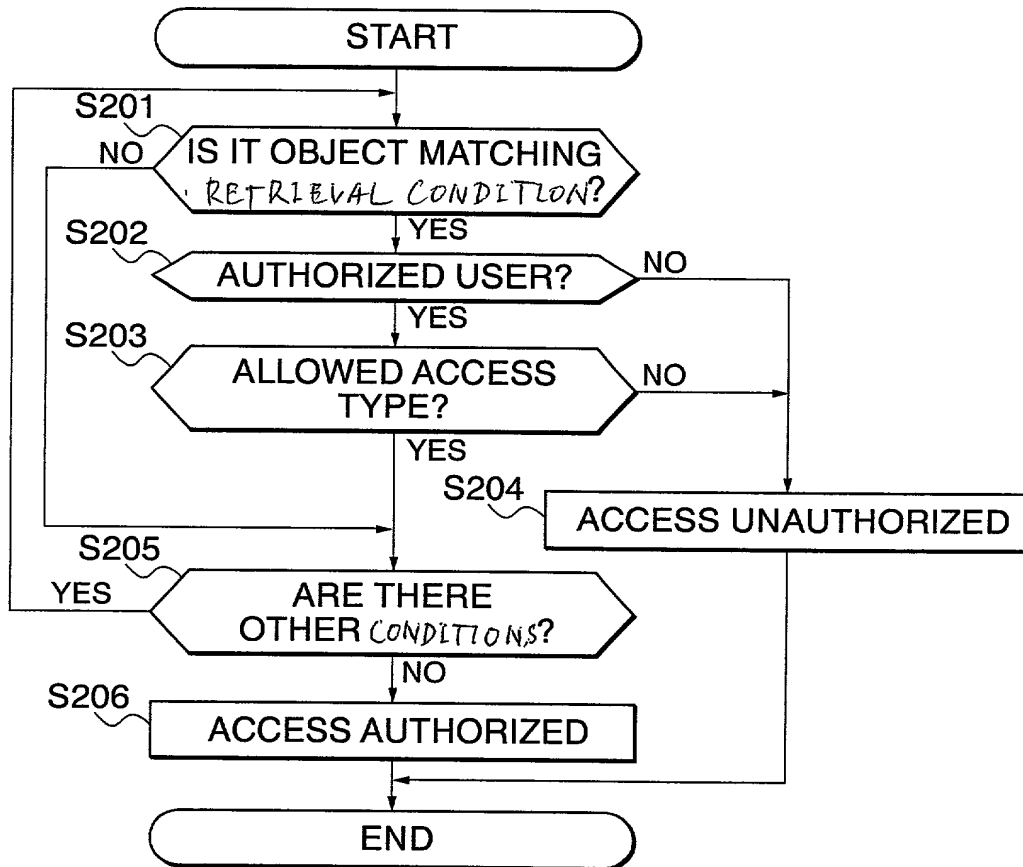 START
S201
NO
IS IT OBJECT MATCHING
RETRIEVAL CONDITION?
YES
S202
AUTHORIZED USER?
NO
YES
S203
ALLOWED ACCESS
TYPE?
NO
YES
S204
ACCESS UNAUTHORIZED
S205
YES
ARE THERE
OTHER CONDITIONS?
NO
S206
ACCESS AUTHORIZED
END